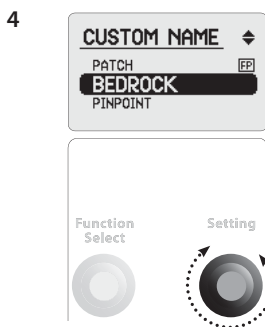 4
CUSTOM NAME
PATCH FP
BEDROCK
PINPOINT
Function Setting
Select